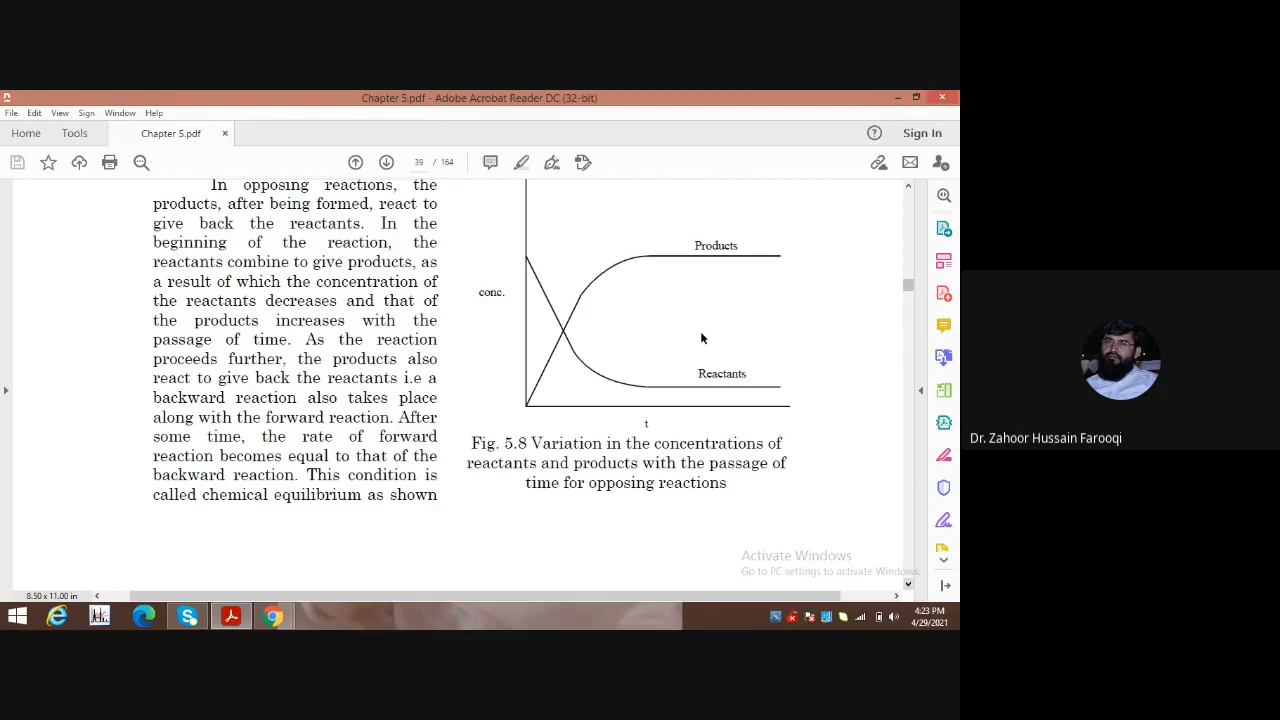 Chapter 5.pdf - Adobe Acrobat Reader DC (32-bit)
File Edit View Sign Window Help
Home Tools Chapter 5.pdf × Sign In
39 / 164
In opposing reactions, the
products, after being formed, react to
give back the reactants. In the
beginning of the reaction, the
reactants combine to give products, as
a result of which the concentration of
the reactants decreases and that of
the products increases with the
passage of time. As the reaction
proceeds further, the products also
react to give back the reactants i.e a
backward reaction also takes place
along with the forward reaction. After
some time, the rate of forward
reaction becomes equal to that of the
backward reaction. This condition is
called chemical equilibrium as shown
Products
conc.
Reactants
t
Fig. 5.8 Variation in the concentrations of
reactants and products with the passage of
time for opposing reactions
Activate Windows
Go to PC settings to activate Windows.
8.50 x 11.00 in
4:23 PM
4/29/2021
Dr. Zahoor Hussain Farooqi